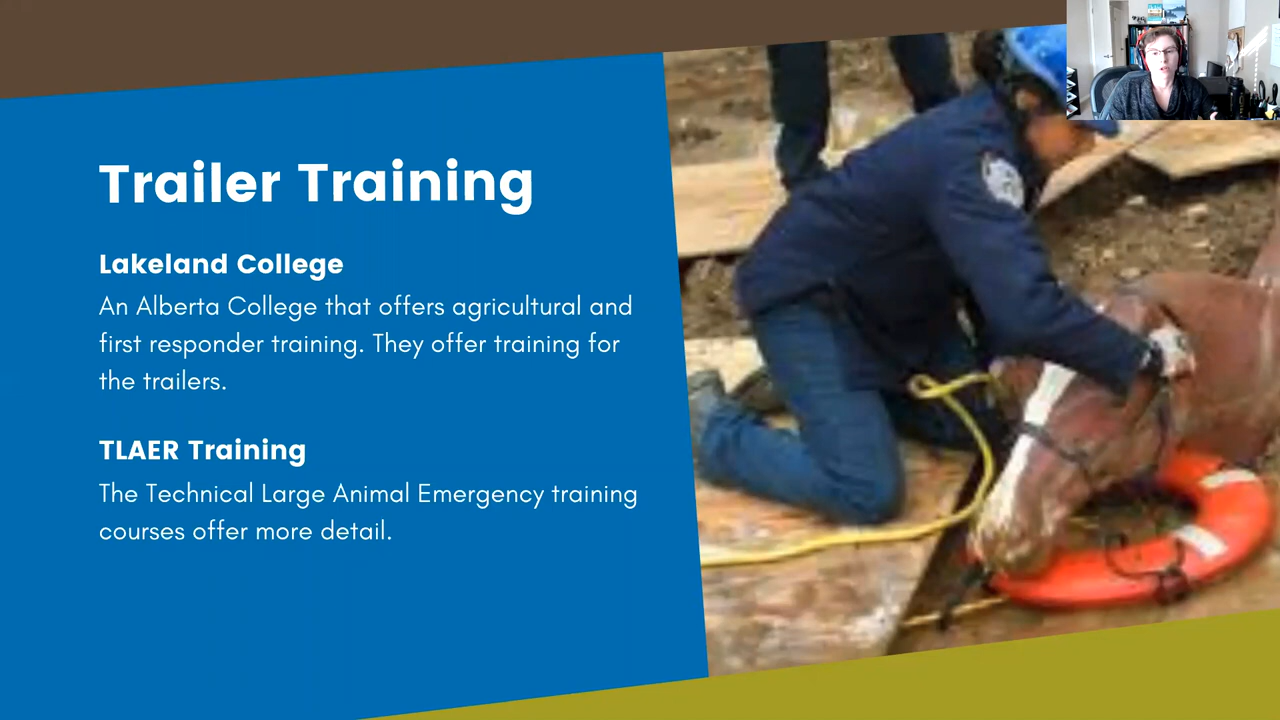 Trailer Training
Lakeland College
An Alberta College that offers agricultural and
first responder training. They offer training for
the trailers.
TLAER Training
The Technical Large Animal Emergency training
courses offer more detail.